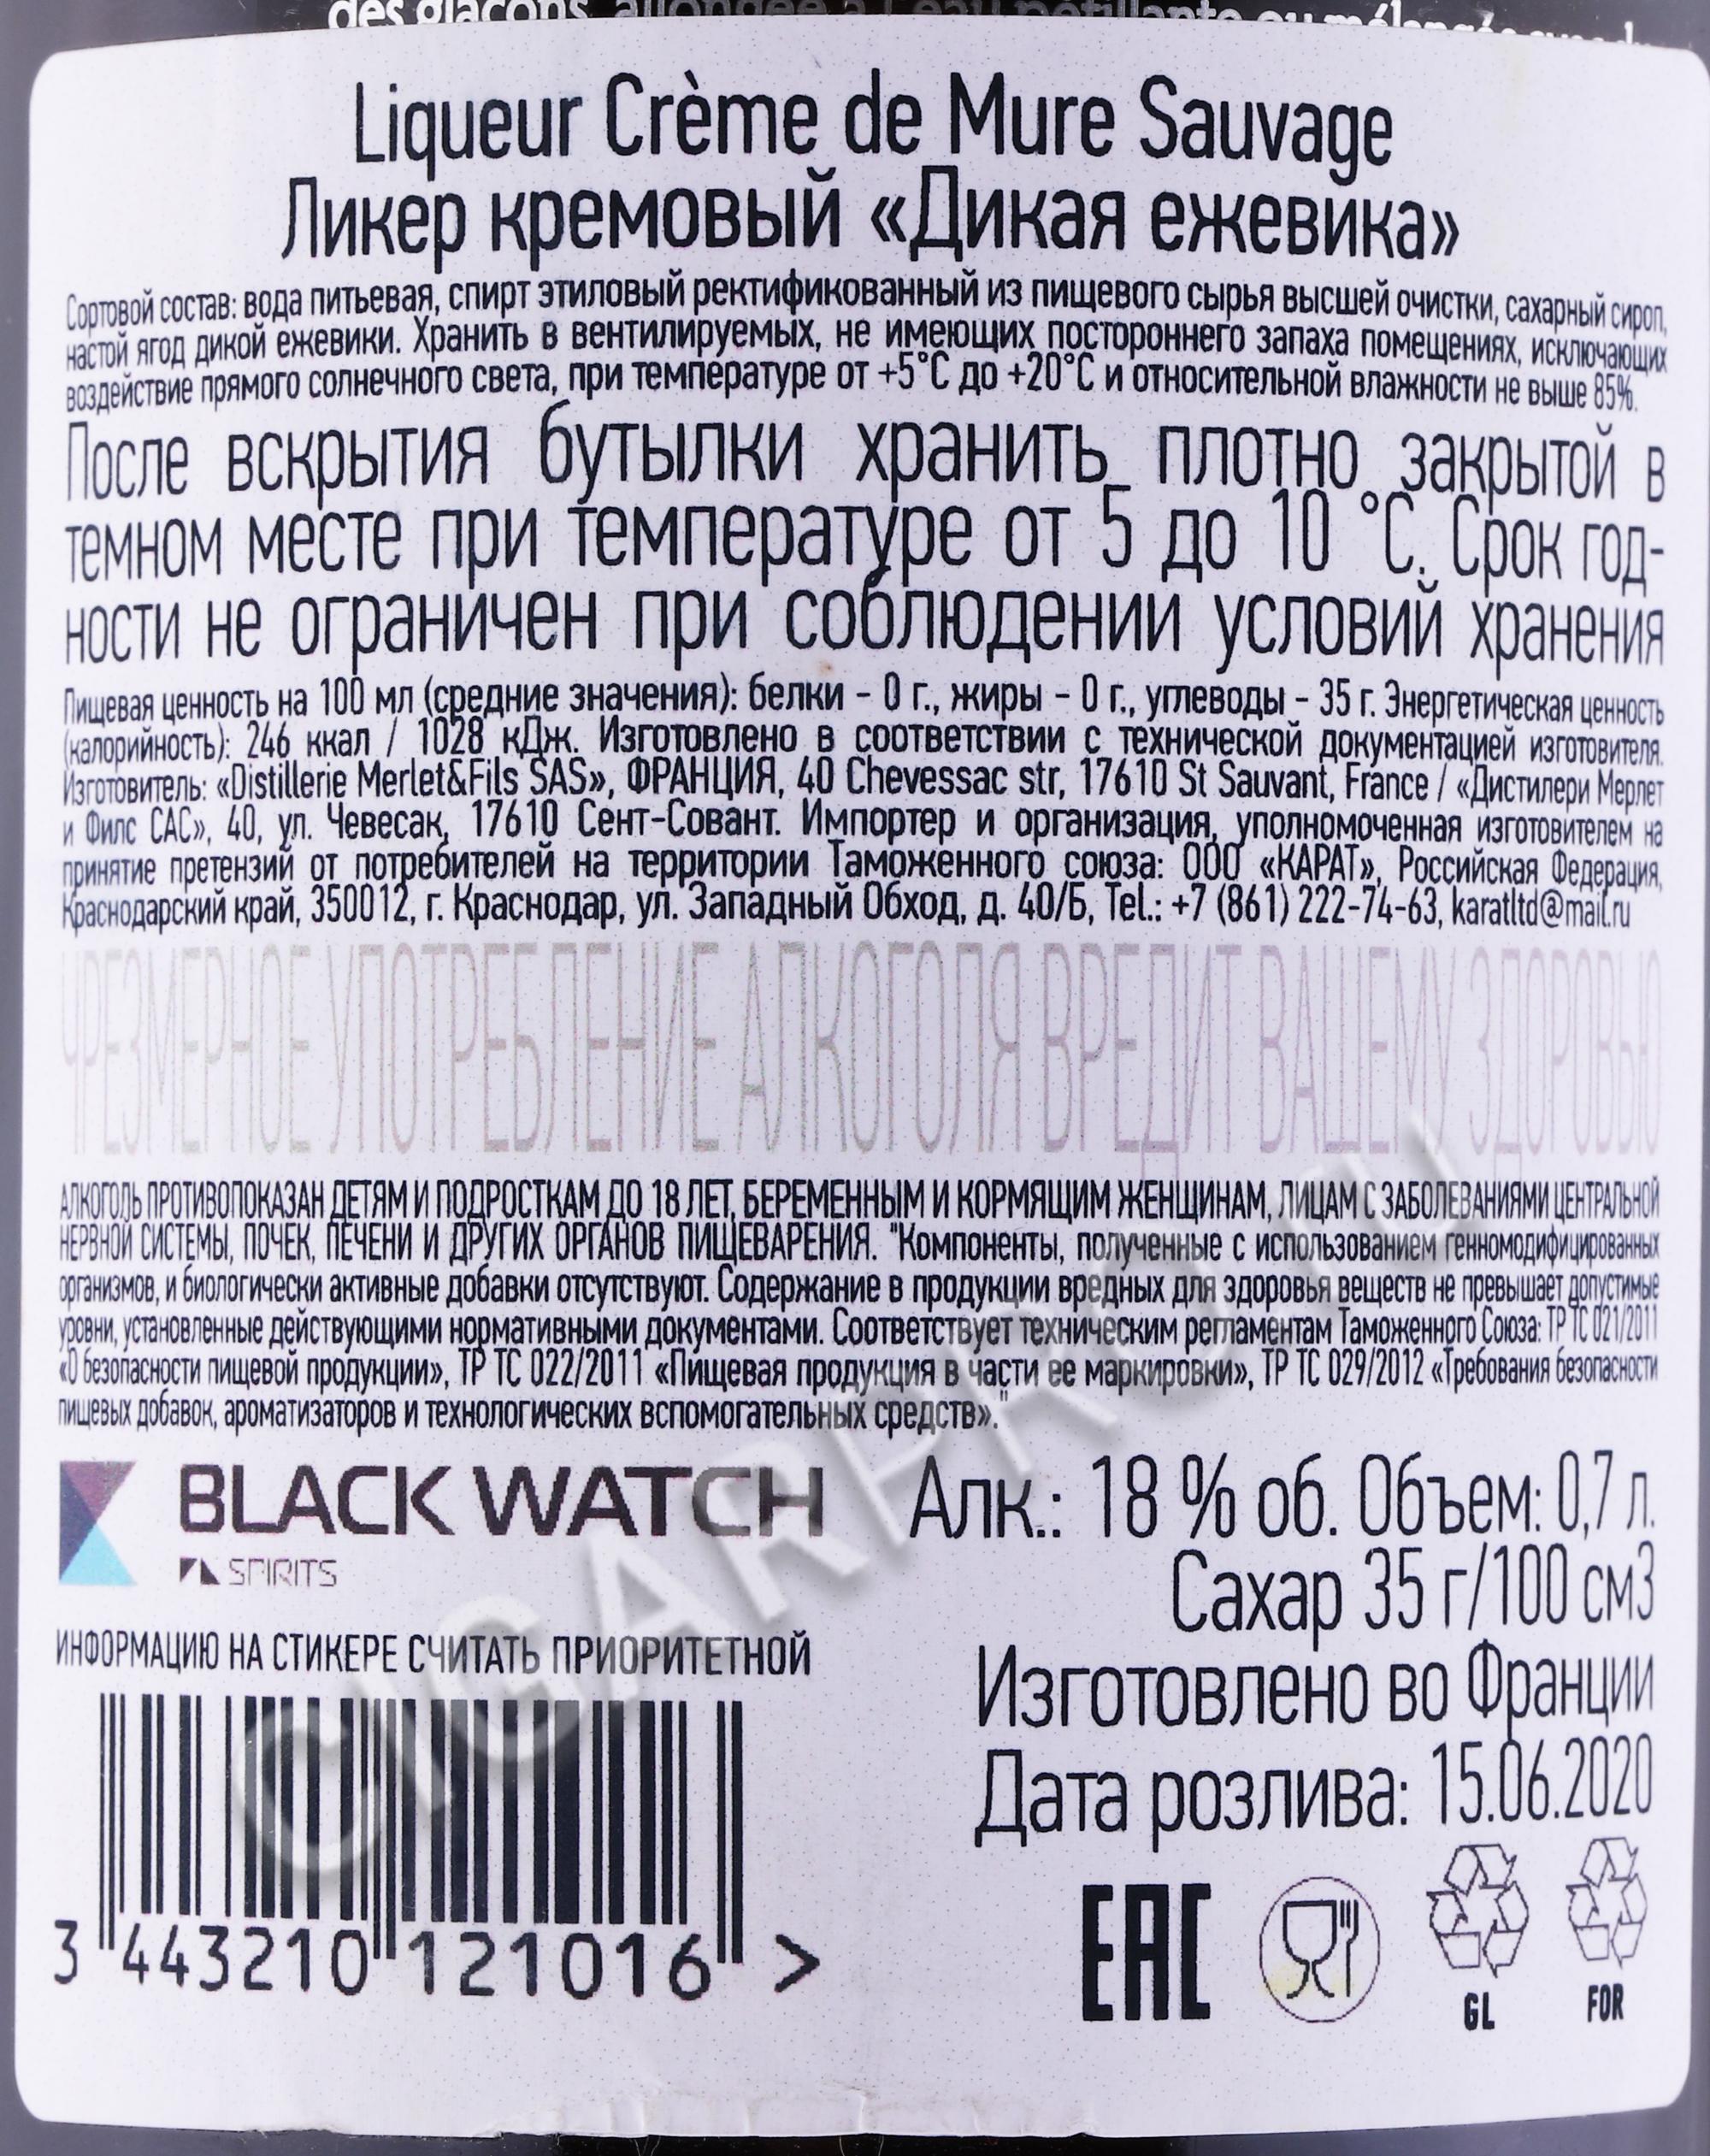 des glaçons, allongée à l'eau pétillante ou mélangée avec du
Liqueur Crème de Mure Sauvage
Ликер кремовый «Дикая ежевика»
Сортовой состав: вода питьевая, спирт этиловый ректификованный из пищевого сырья высшей очистки, сахарный сироп,
настой ягод дикой ежевики. Хранить в вентилируемых, не имеющих постороннего запаха помещениях, исключающих
воздействие прямого солнечного света, при температуре от +5°C до +20°C и относительной влажности не выше 85%.
После вскрытия бутылки хранить плотно закрытой в
темном месте при температуре от 5 до 10 °C. Срок год-
ности не ограничен при соблюдении условий хранения
Пищевая ценность на 100 мл (средние значения): белки - 0 г., жиры - 0 г., углеводы - 35 г. Энергетическая ценность
(калорийность): 246 ккал / 1028 кДж. Изготовлено в соответствии с технической документацией изготовителя.
Изготовитель: «Distillerie Merlet&Fils SAS», ФРАНЦИЯ, 40 Chevessac str, 17610 St Sauvant, France / «Дистилери Мерлет
и Филс САС», 40, ул. Чевесак, 17610 Сент-Совант. Импортер и организация, уполномоченная изготовителем на
принятие претензий от потребителей на территории Таможенного союза: ООО «КАРАТ», Российская Федерация,
Краснодарский край, 350012, г. Краснодар, ул. Западный Обход, д. 40/Б, Tel.: +7 (861) 222-74-63, karatltd@mail.ru
ЧРЕЗМЕРНОЕ УПОТРЕБЛЕНИЕ АЛКОГОЛЯ ВРЕДИТ ВАШЕМУ ЗДОРОВЬЮ
АЛКОГОЛЬ ПРОТИВОПОКАЗАН ДЕТЯМ И ПОДРОСТКАМ ДО 18 ЛЕТ, БЕРЕМЕННЫМ И КОРМЯЩИМ ЖЕНЩИНАМ, ЛИЦАМ С ЗАБОЛЕВАНИЯМИ ЦЕНТРАЛЬНОЙ
НЕРВНОЙ СИСТЕМЫ, ПОЧЕК, ПЕЧЕНИ И ДРУГИХ ОРГАНОВ ПИЩЕВАРЕНИЯ. "Компоненты, полученные с использованием генномодифицированных
организмов, и биологически активные добавки отсутствуют. Содержание в продукции вредных для здоровья веществ не превышает допустимые
уровни, установленные действующими нормативными документами. Соответствует техническим регламентам Таможенного Союза: ТР ТС 021/2011
«О безопасности пищевой продукции», ТР ТС 022/2011 «Пищевая продукция в части ее маркировки», ТР ТС 029/2012 «Требования безопасности
пищевых добавок, ароматизаторов и технологических вспомогательных средств»."
BLACK WATCH
SPIRITS
Алк.: 18 % об. Объем: 0,7 л.
Сахар 35 г/100 см3
ИНФОРМАЦИЮ НА СТИКЕРЕ СЧИТАТЬ ПРИОРИТЕТНОЙ
Изготовлено во Франции
Дата розлива: 15.06.2020
3 443210 121016 >
EAC
GL
FOR
CIGARPRO.ru